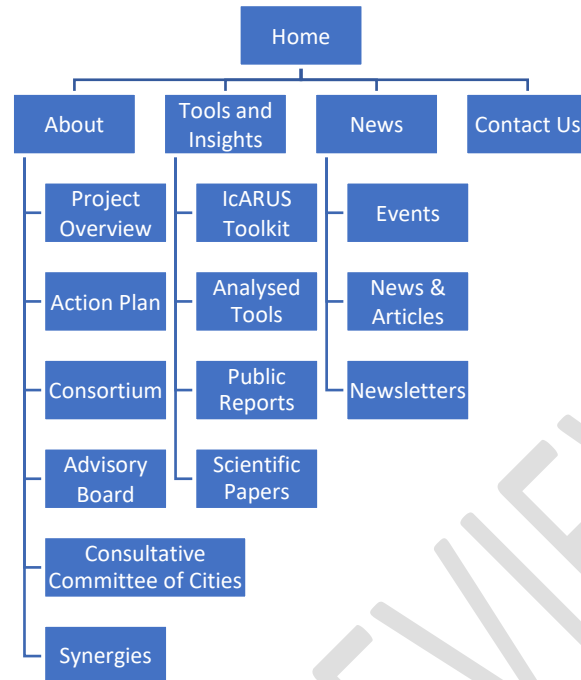 Home
About
Tools and
Insights
News
Contact Us
Project
Overview
Action Plan
Consortium
Advisory
Board
Consultative
Committee of Cities
Synergies
IcARUS
Toolkit
Analysed
Tools
Public
Reports
Scientific
Papers
Events
News &
Articles
Newsletters